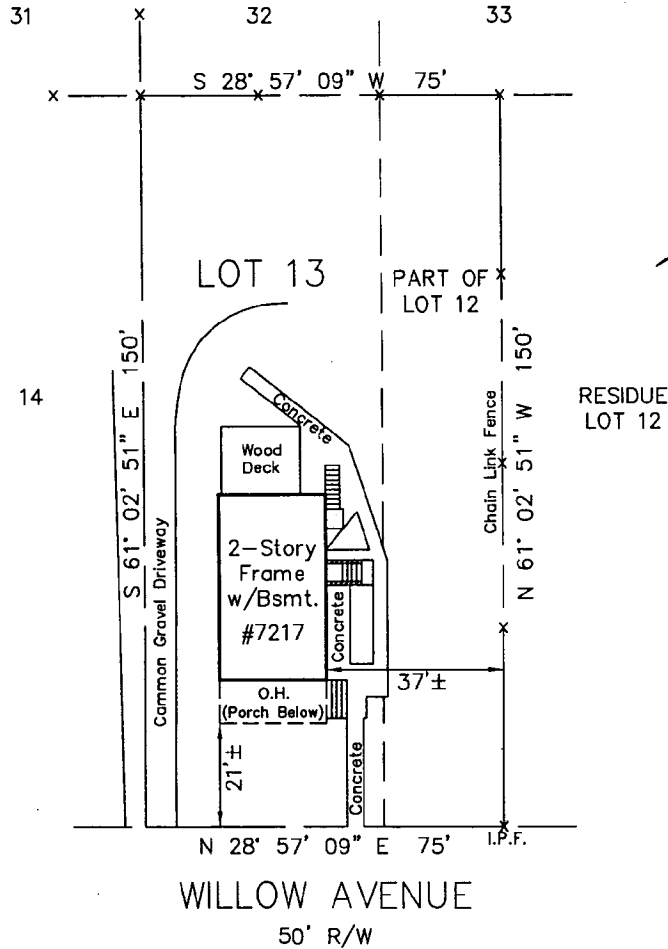 31
32
33
S 28° 57' 09" W 75'
LOT 13
PART OF
LOT 12
14
S 61° 02' 51" E 150'
N 61° 02' 51" W 150'
Chain Link Fence
RESIDUE
LOT 12
Concrete
Wood
Deck
2-Story
Frame
w/Bsmt.
#7217
Concrete
Cammon Gravel Driveway
37'±
O.H.
(Porch Below)
21'±
Concrete
N 28° 57' 09" E 75'
I.P.F.
WILLOW AVENUE
50' R/W